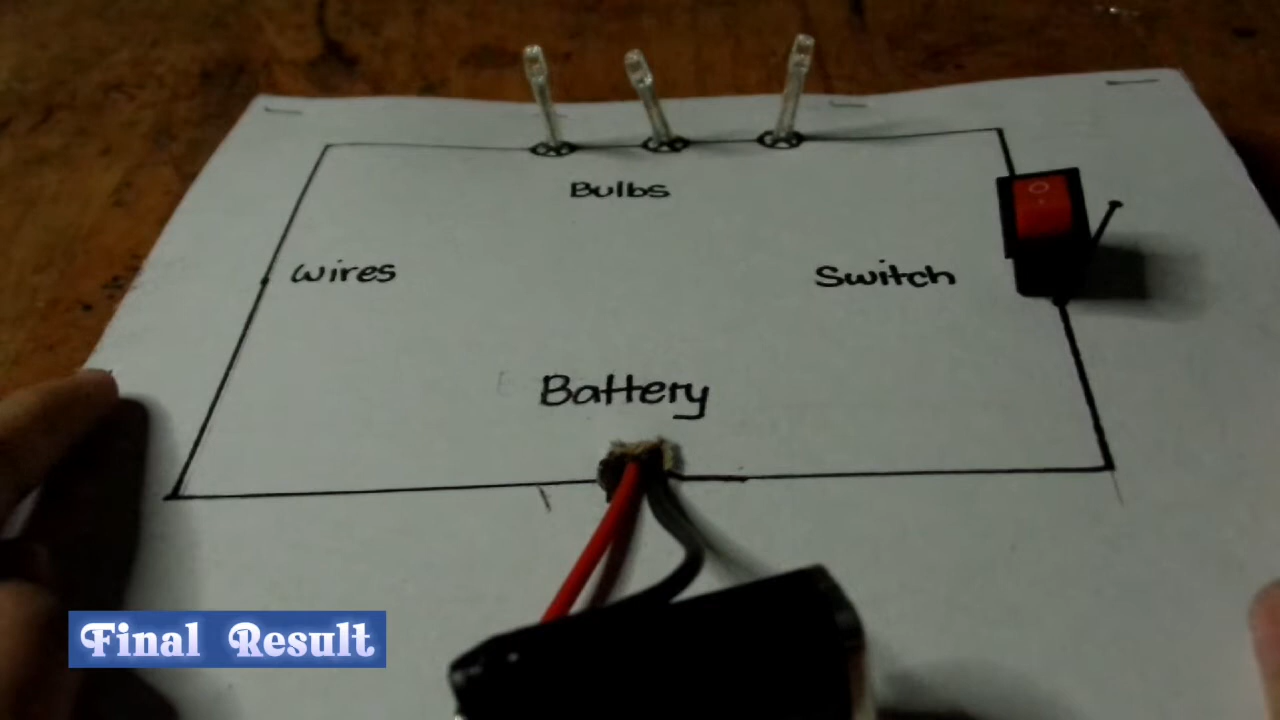 Bulbs
wires
Switch
Battery
Final Result